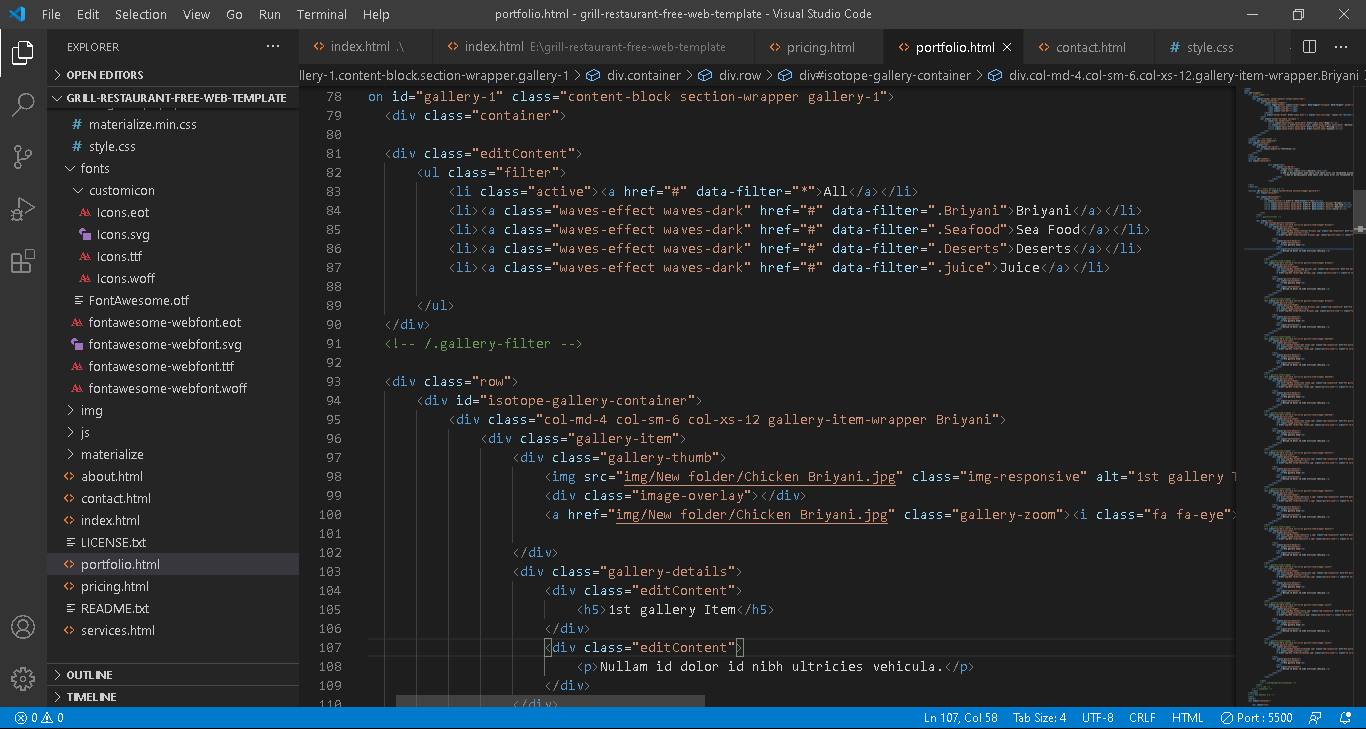 File Edit Selection View Go Run Terminal Help portfolio.html - grill-restaurant-free-web-template - Visual Studio Code
EXPLORER
index.html .\ index.html E:\grill-restaurant-free-web-template pricing.html portfolio.html contact.html style.css
OPEN EDITORS
llery-1.content-block.section-wrapper.gallery-1 > div.container > div.row > div#isotope-gallery-container > div.col-md-4.col-sm-6.col-xs-12.gallery-item-wrapper.Briyani
GRILL-RESTAURANT-FREE-WEB-TEMPLATE
materialize.min.css
style.css
fonts
customicon
Icons.eot
Icons.svg
Icons.ttf
Icons.woff
FontAwesome.otf
fontawesome-webfont.eot
fontawesome-webfont.svg
fontawesome-webfont.ttf
fontawesome-webfont.woff
img
js
materialize
about.html
contact.html
index.html
LICENSE.txt
portfolio.html
pricing.html
README.txt
services.html
OUTLINE
TIMELINE
78 on id="gallery-1" class="content-block section-wrapper gallery-1">
79 <div class="container">
80
81 <div class="editContent">
82 <ul class="filter">
83 <li class="active"><a href="#" data-filter="*">All</a></li>
84 <li><a class="waves-effect waves-dark" href="#" data-filter=".Briyani">Briyani</a></li>
85 <li><a class="waves-effect waves-dark" href="#" data-filter=".Seafood">Sea Food</a></li>
86 <li><a class="waves-effect waves-dark" href="#" data-filter=".Deserts">Deserts</a></li>
87 <li><a class="waves-effect waves-dark" href="#" data-filter=".juice">Juice</a></li>
88
89 </ul>
90 </div>
91 <!-- /.gallery-filter -->
92
93 <div class="row">
94 <div id="isotope-gallery-container">
95 <div class="col-md-4 col-sm-6 col-xs-12 gallery-item-wrapper Briyani">
96 <div class="gallery-item">
97 <div class="gallery-thumb">
98 <img src="img/New folder/Chicken Briyani.jpg" class="img-responsive" alt="1st gallery T
99 <div class="image-overlay"></div>
100 <a href="img/New folder/Chicken Briyani.jpg" class="gallery-zoom"><i class="fa fa-eye">
101
102 </div>
103 <div class="gallery-details">
104 <div class="editContent">
105 <h5>1st gallery Item</h5>
106 </div>
107 <div class="editContent">
108 <p>Nullam id dolor id nibh ultricies vehicula.</p>
109 </div>
110 </div>
0 0 Ln 107, Col 58 Tab Size: 4 UTF-8 CRLF HTML Port : 5500